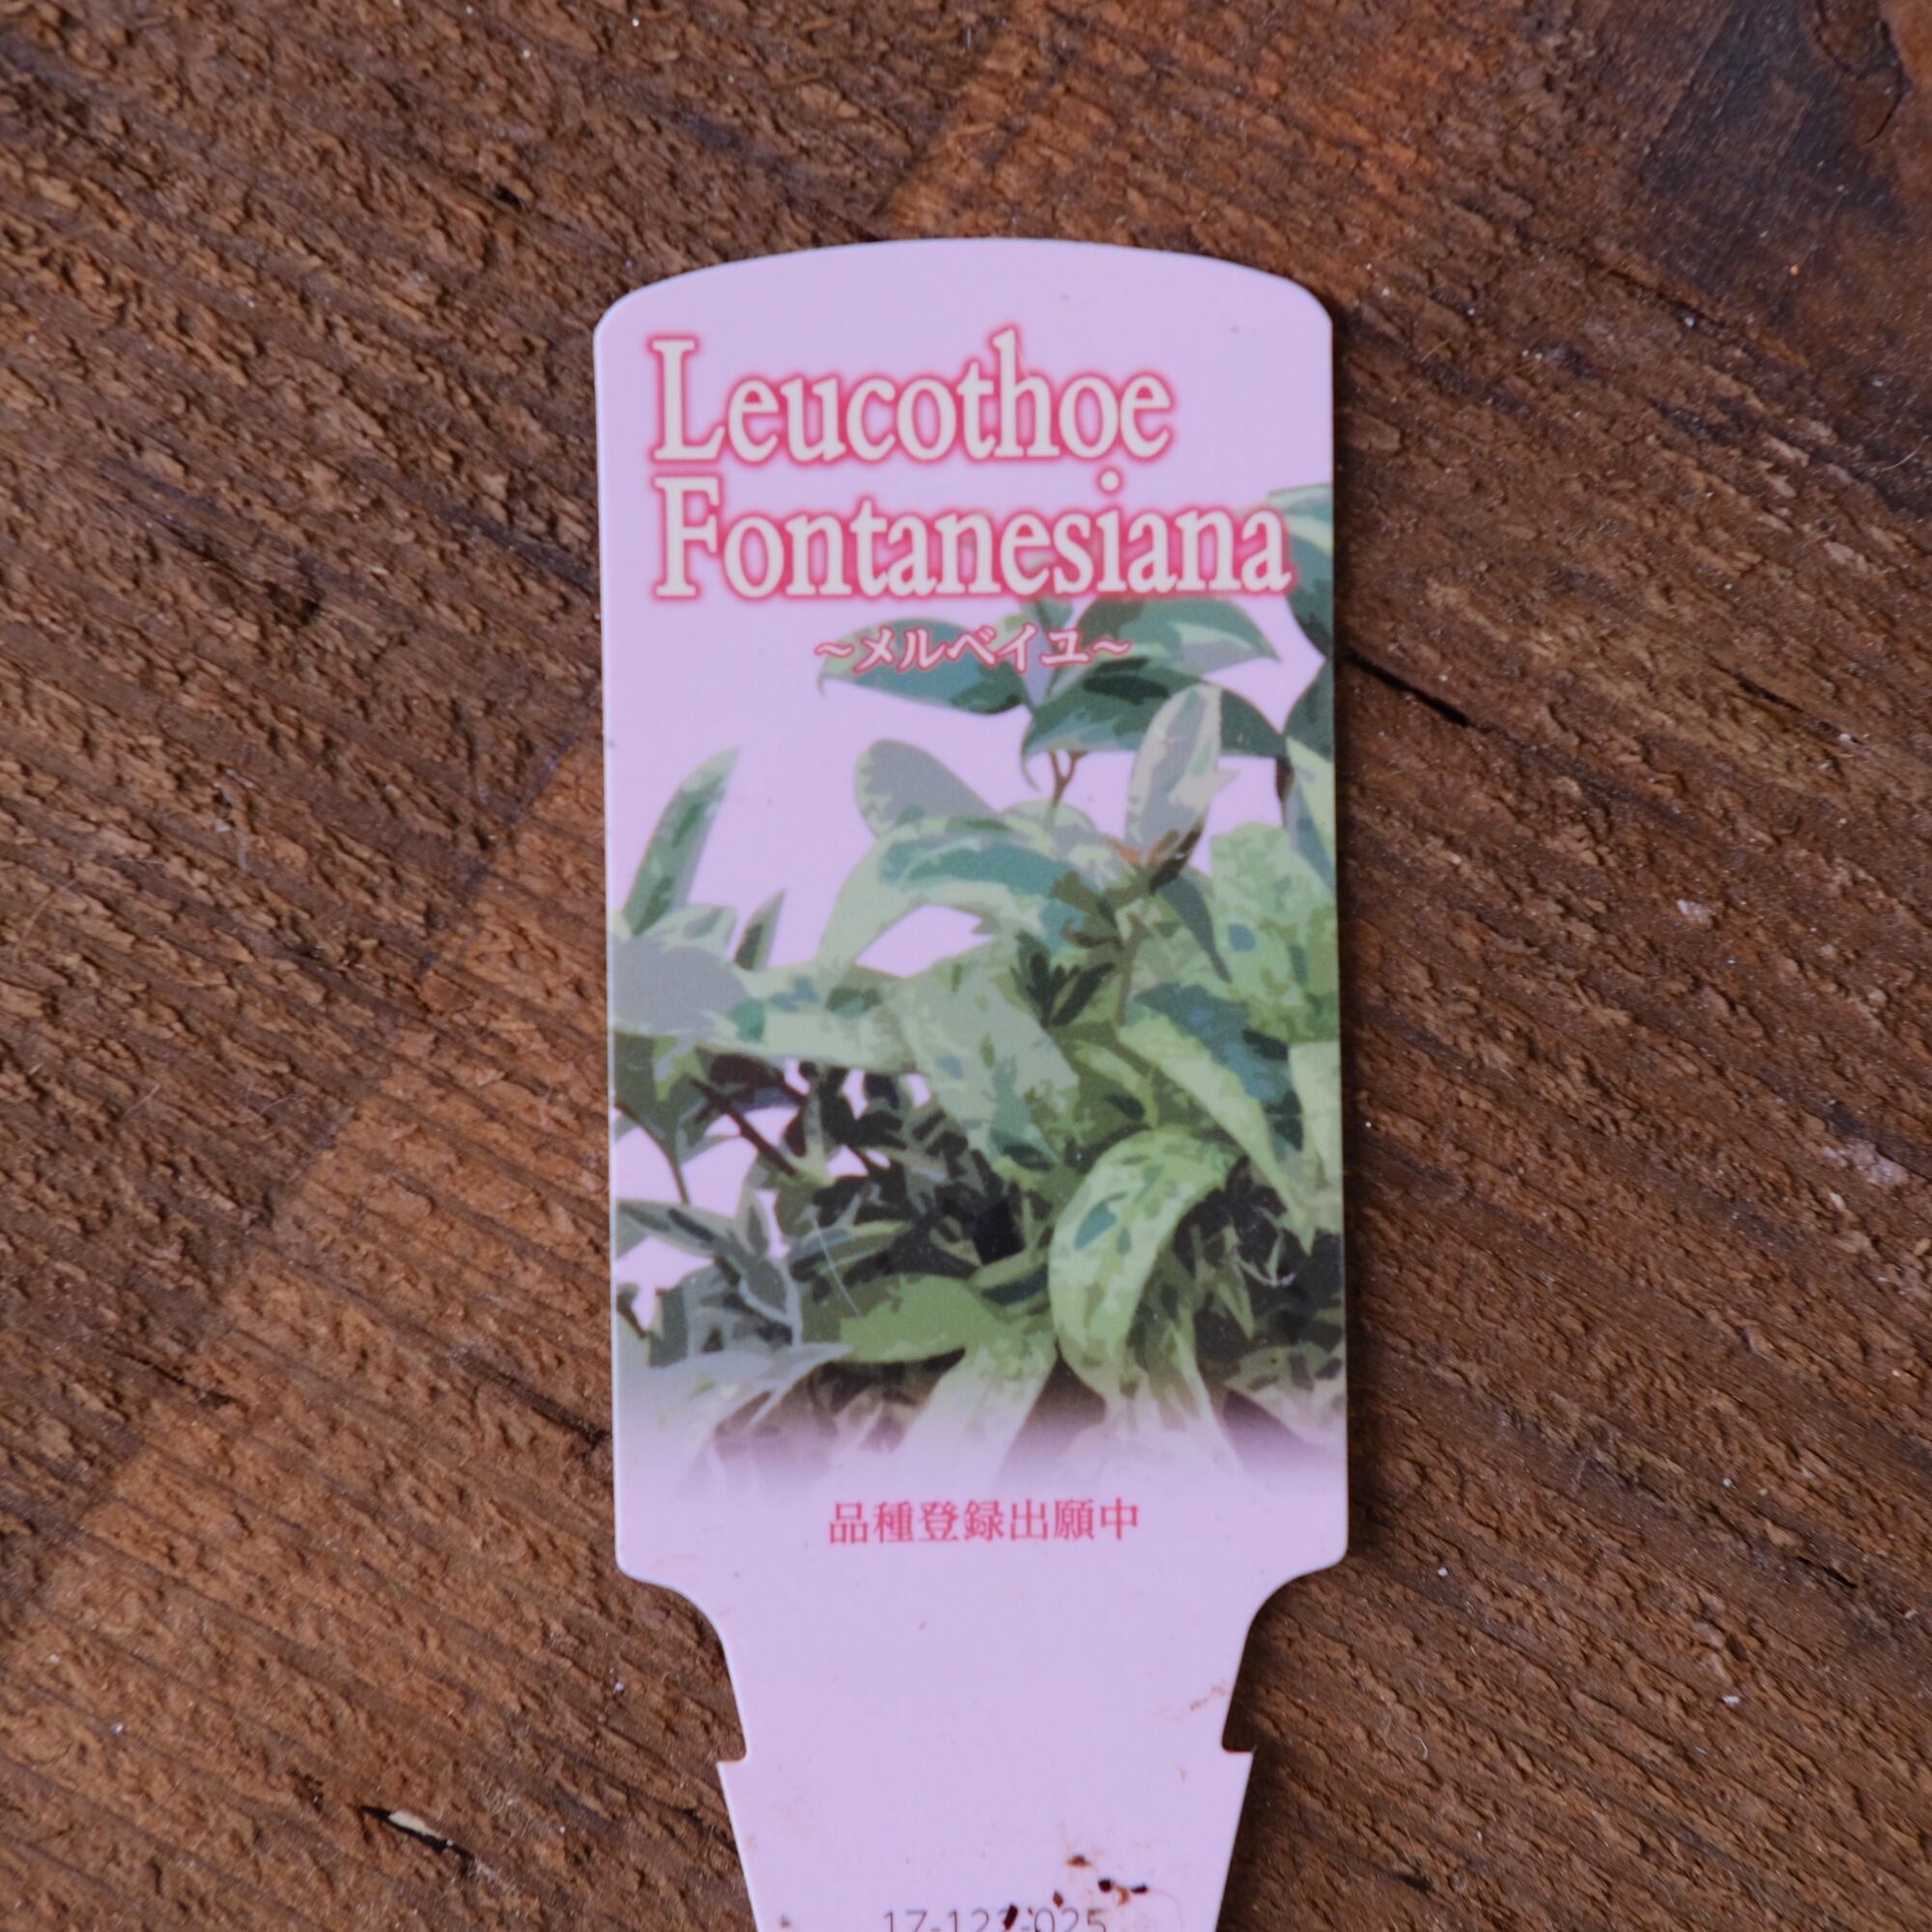 Leucothoe
Fontanesiana
～メルベイユ～
品種登録出願中